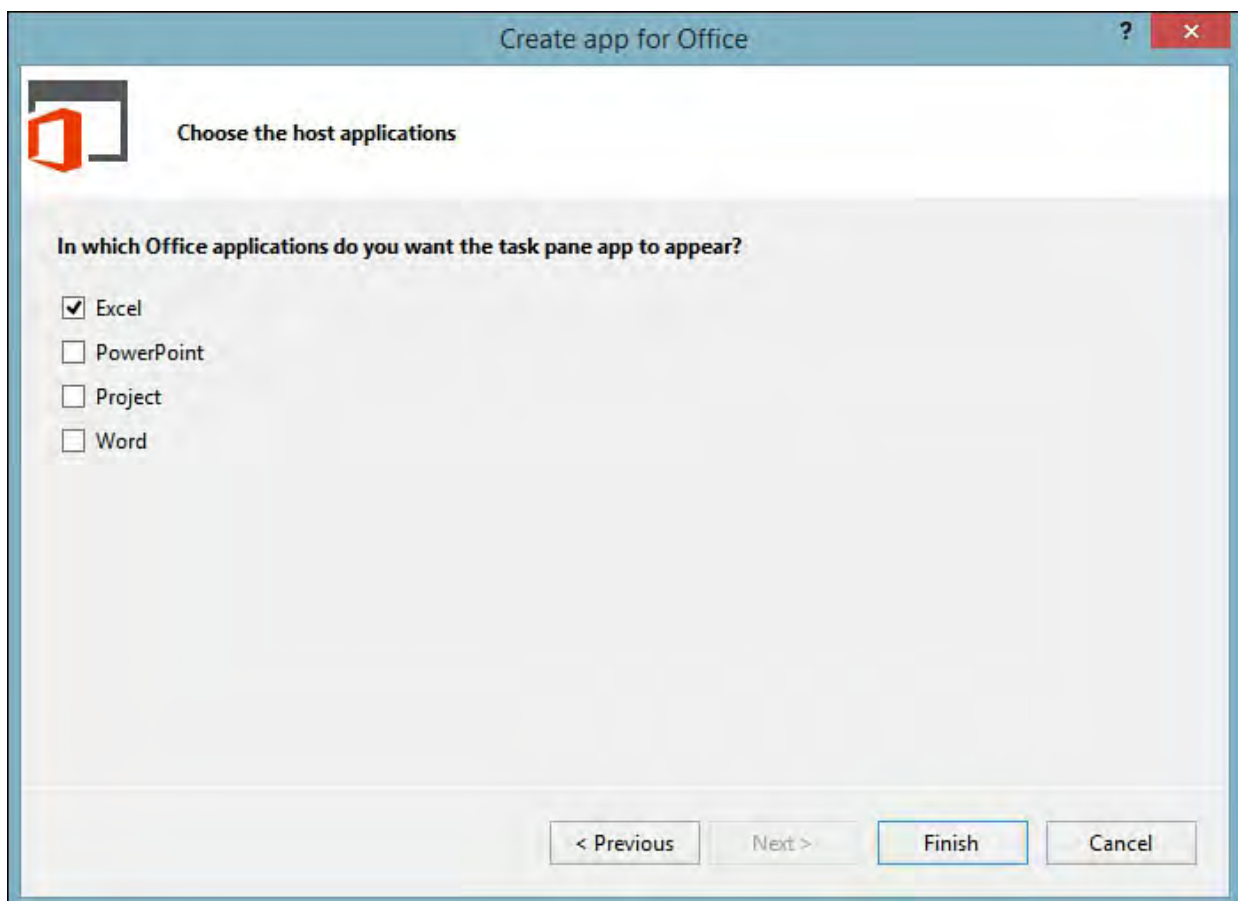 Create app for Office
?
Choose the host applications
In which Office applications do you want the task pane app to appear?
Excel
PowerPoint
Project
Word
< Previous Next > Finish Cancel